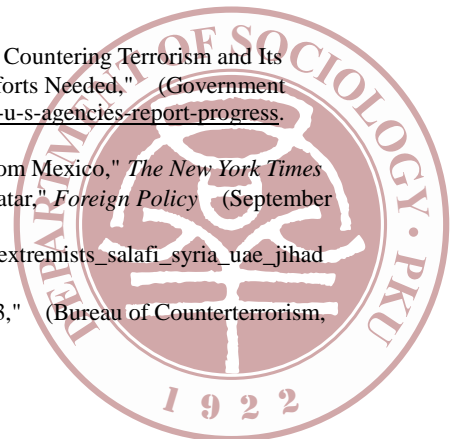 Countering Terrorism and Its
forts Needed," (Government
-u-s-agencies-report-progress.
om Mexico," The New York Times
atar," Foreign Policy (September
extremists_salafi_syria_uae_jihad
3," (Bureau of Counterterrorism,
DEPARTMENT OF SOCIOLOGY · PKU
1922